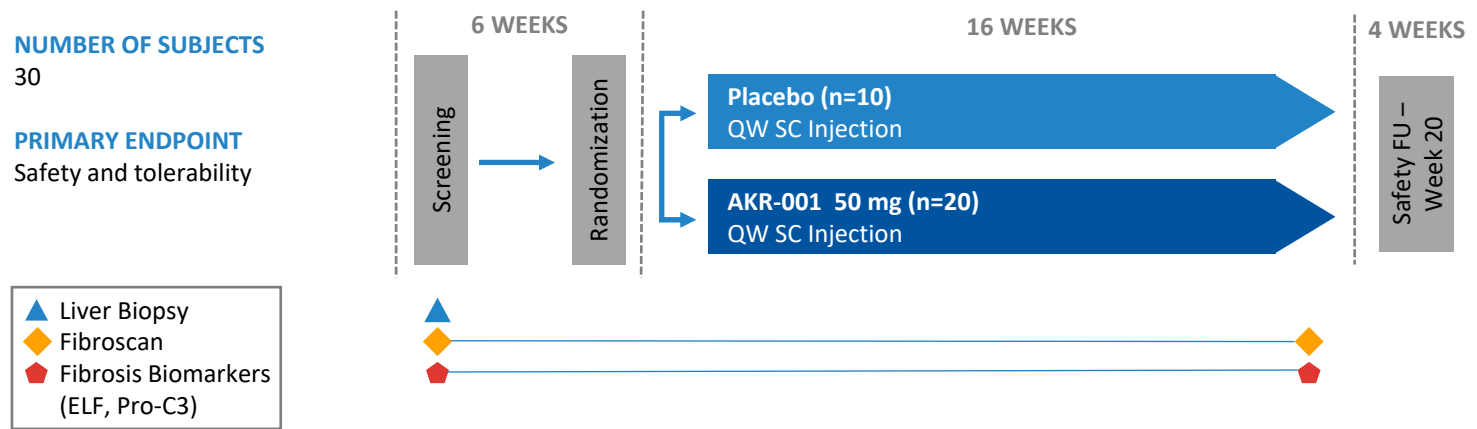 NUMBER OF SUBJECTS
30
PRIMARY ENDPOINT
Safety and tolerability
6 WEEKS
16 WEEKS
4 WEEKS
Screening
Randomization
Placebo (n=10)
QW SC Injection
AKR-001 50 mg (n=20)
QW SC Injection
Safety FU –
Week 20
Liver Biopsy
Fibroscan
Fibrosis Biomarkers
(ELF, Pro-C3)